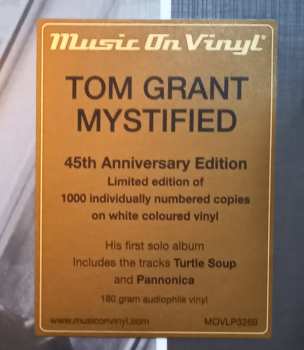 Music On Vinyl®
TOM GRANT
MYSTIFIED
45th Anniversary Edition
Limited edition of
1000 individually numbered copies
on white coloured vinyl
His first solo album
Includes the tracks Turtle Soup
and Pannonica
180 gram audiophile vinyl
www.musiconvinyl.com MOVLP3269